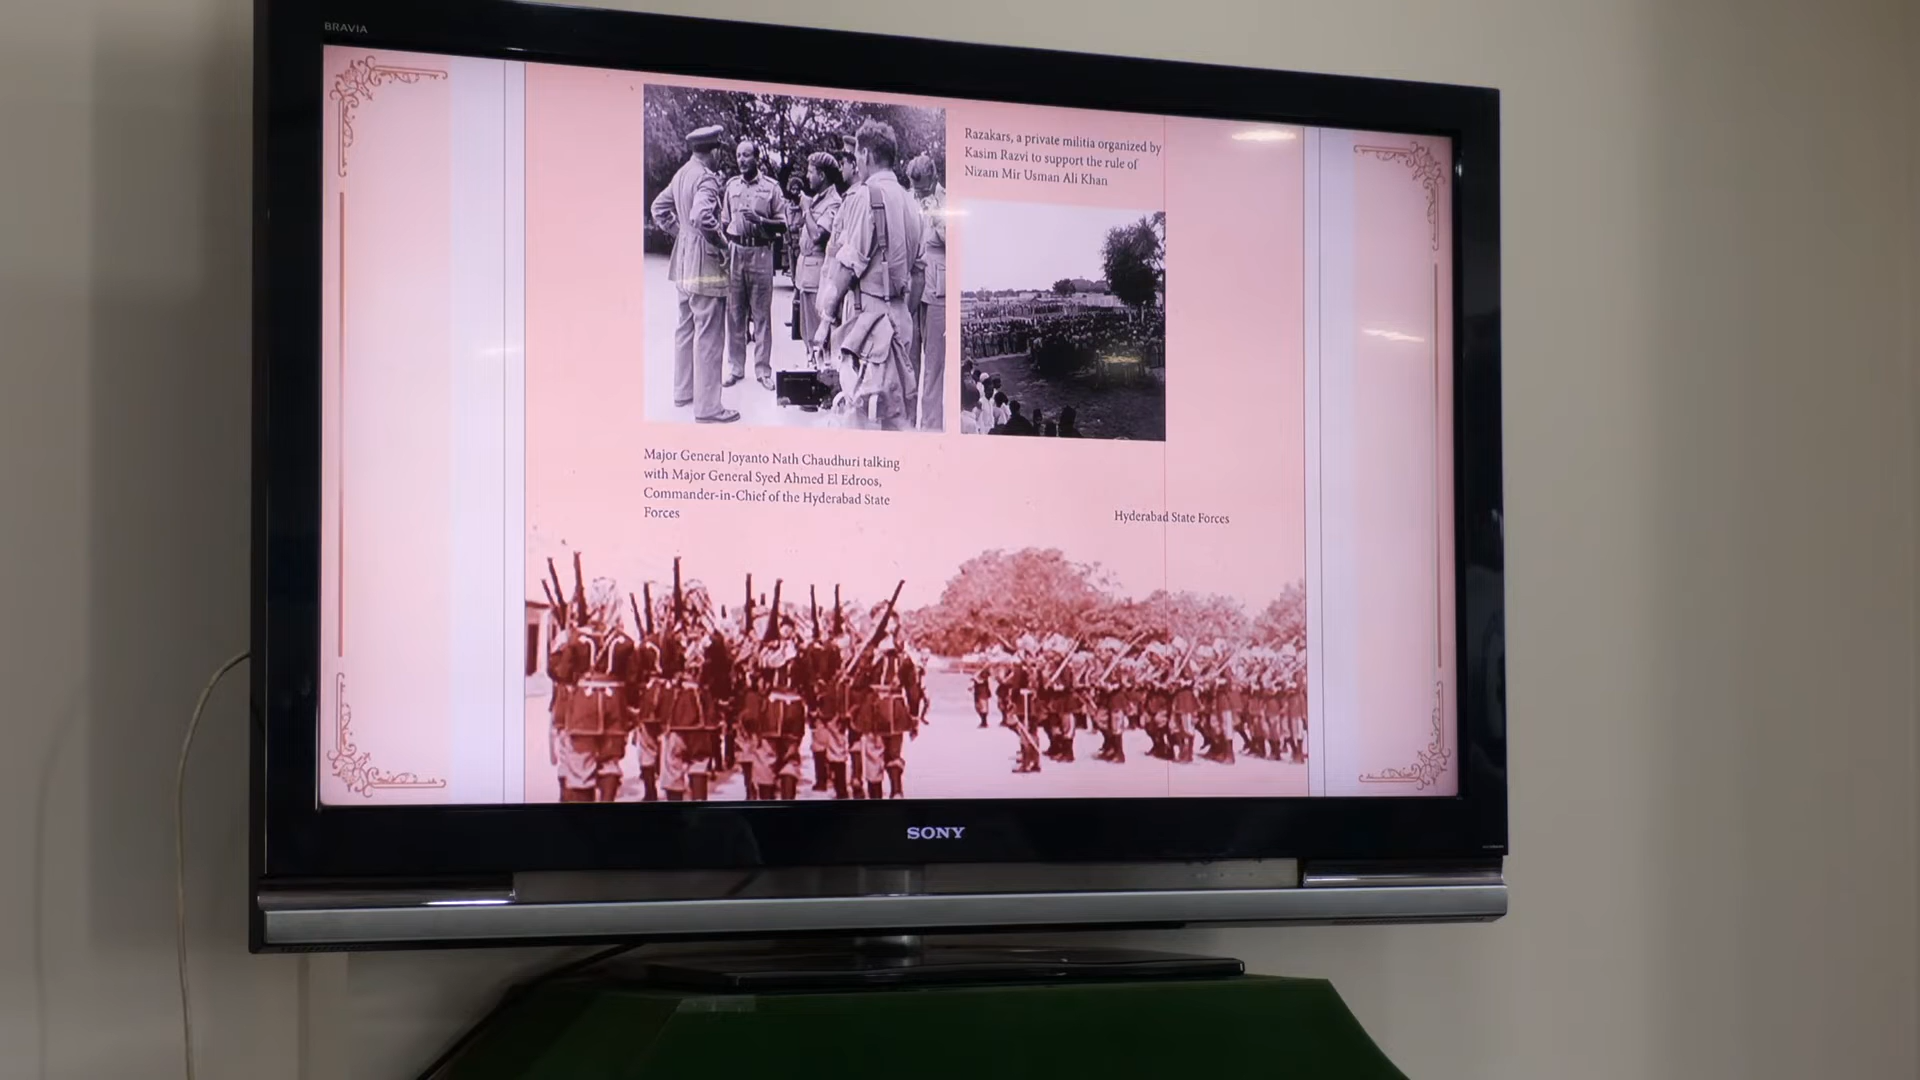 BRAVIA
Razakars, a private militia organized by
Kasim Razvi to support the rule of
Nizam Mir Usman Ali Khan
Major General Joyanto Nath Chaudhuri talking
with Major General Syed Ahmed El Edroos,
Commander-in-Chief of the Hyderabad State
Forces
Hyderabad State Forces
SONY